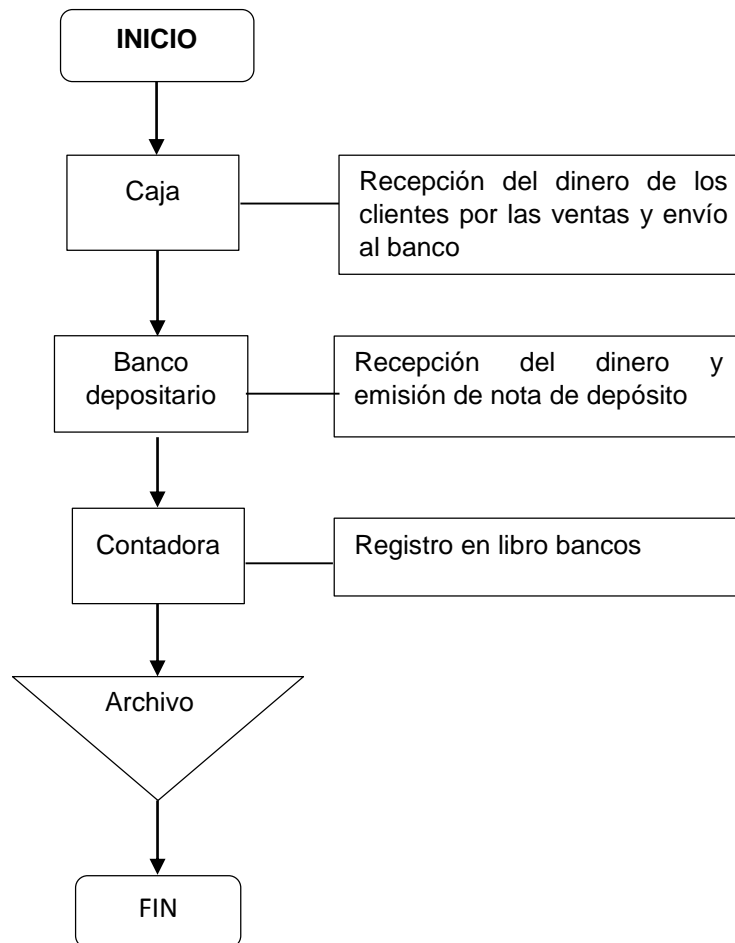 INICIO
Caja
Recepción del dinero de los
clientes por las ventas y envío
al banco
Banco
depositario
Recepción del dinero y
emisión de nota de depósito
Contadora
Registro en libro bancos
Archivo
FIN